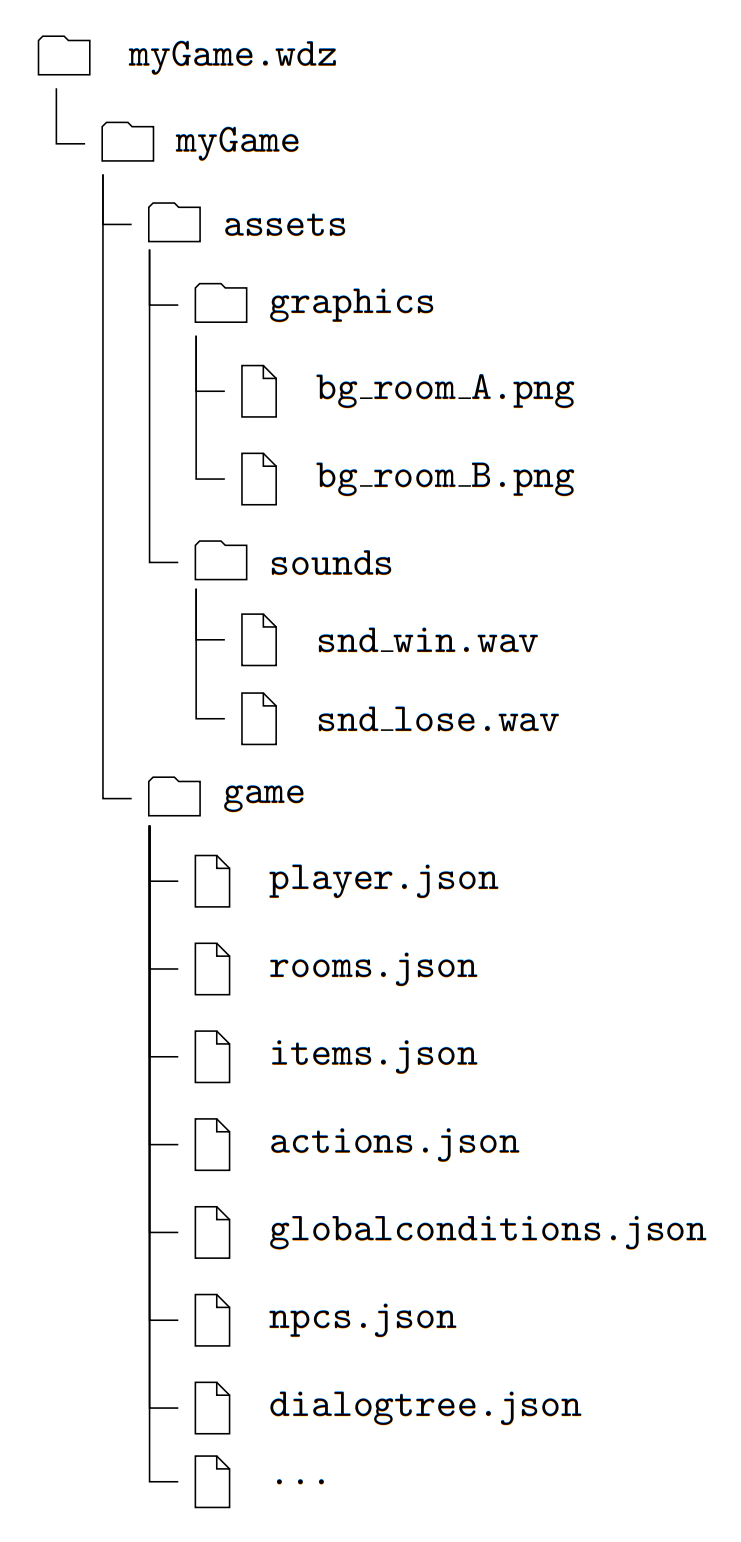 myGame.wdz
myGame
assets
graphics
bg_room_A.png
bg_room_B.png
sounds
snd_win.wav
snd_lose.wav
game
player.json
rooms.json
items.json
actions.json
globalconditions.json
npcs.json
dialogtree.json
...